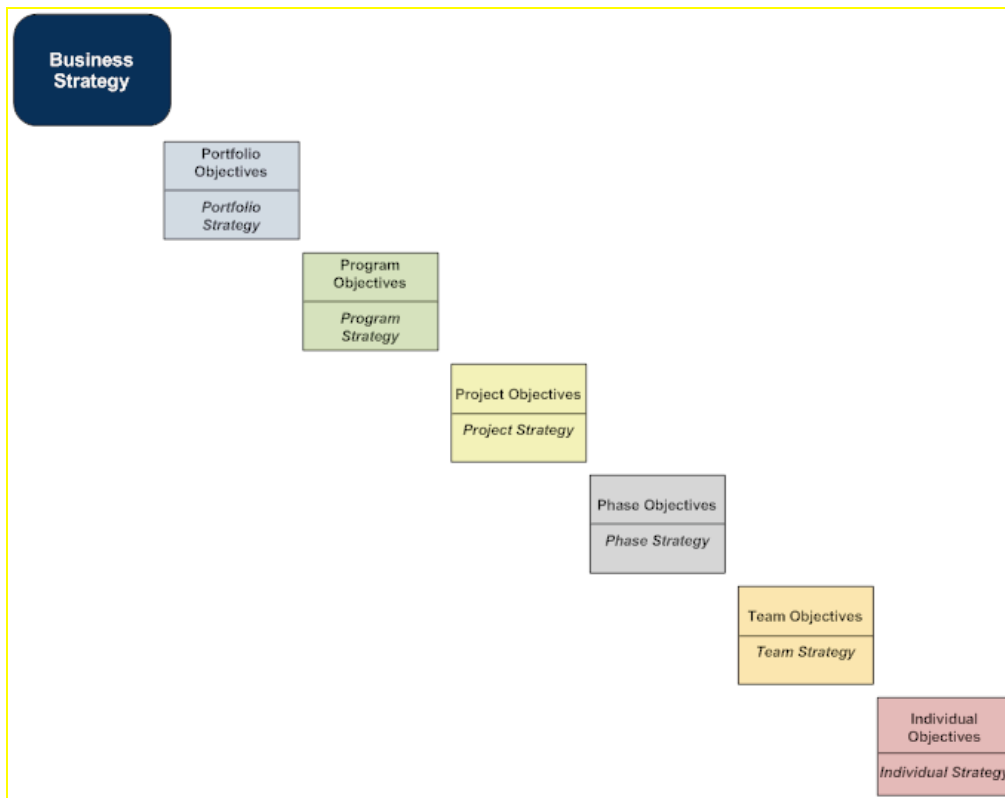 Business
Strategy
Portfolio
Objectives
Portfolio
Strategy
Program
Objectives
Program
Strategy
Project Objectives
Project Strategy
Phase Objectives
Phase Strategy
Team Objectives
Team Strategy
Individual
Objectives
Individual Strategy